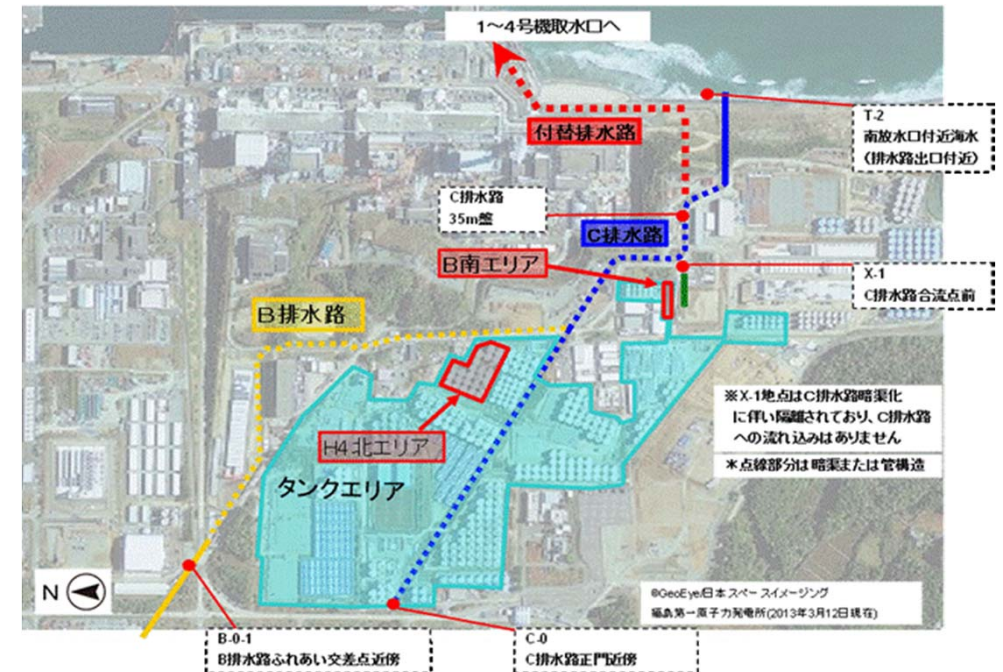 1～4号機取水口へ
付替排水路
T-2
南放水口付近海水
（排水路出口付近）
C排水路
35m盤
C排水路
B南エリア
X-1
C排水路合流点前
B排水路
※X-1地点はC排水路暗渠化
に伴い隔離されており、C排水路
への流れ込みはありません
＊点線部分は暗渠または管構造
H4北エリア
タンクエリア
N
©GeoEye/日本スペースイメージング
福島第一原子力発電所(2013年3月12日現在)
B-0-1
B排水路ふれあい交差点近傍
C-0
C排水路正門近傍